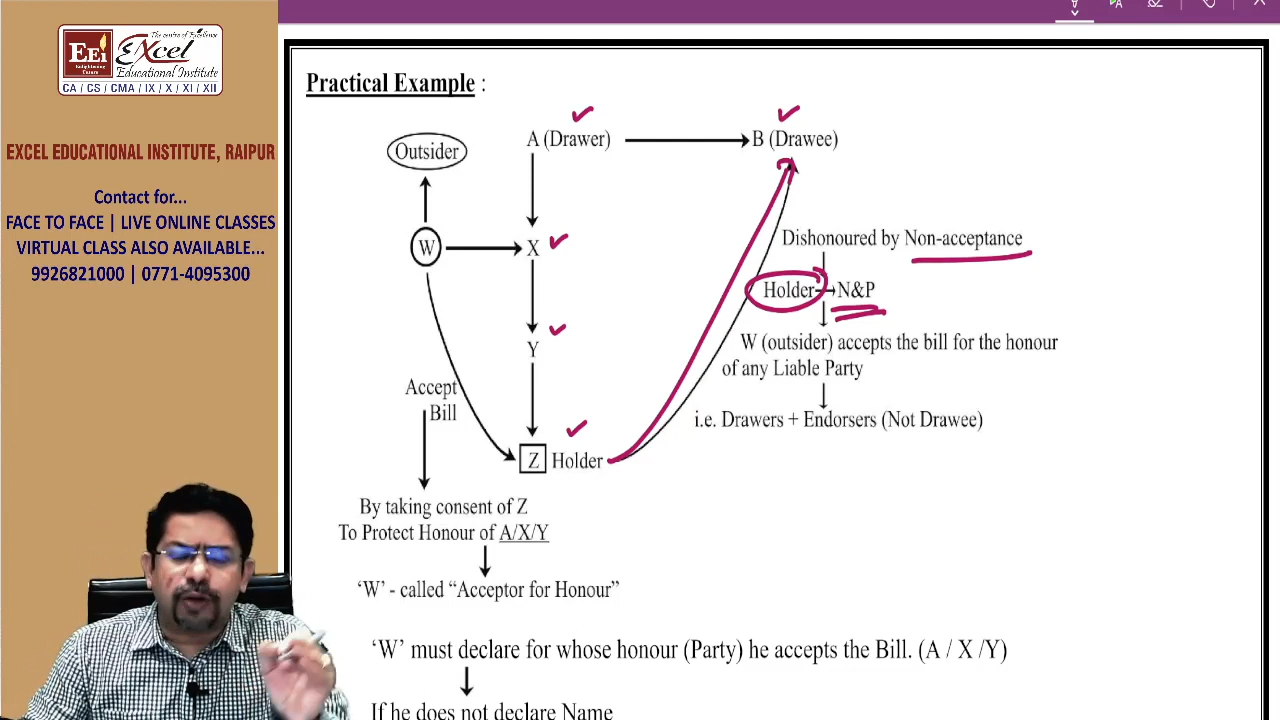 The centre of Excellence
EEi
Enlightening Future
Excel
Educational Institute
CA / CS / CMA / IX / X / XI / XII
EXCEL EDUCATIONAL INSTITUTE, RAIPUR
Contact for...
FACE TO FACE | LIVE ONLINE CLASSES
VIRTUAL CLASS ALSO AVAILABLE...
9926821000 | 0771-4095300
Practical Example :
Outsider
A (Drawer)
B (Drawee)
W
X
Dishonoured by Non-acceptance
Holder
N&P
Y
W (outsider) accepts the bill for the honour
of any Liable Party
Accept
Bill
i.e. Drawers + Endorsers (Not Drawee)
Z Holder
By taking consent of Z
To Protect Honour of A/X/Y
‘W’ - called “Acceptor for Honour”
‘W’ must declare for whose honour (Party) he accepts the Bill. (A / X /Y)
If he does not declare Name